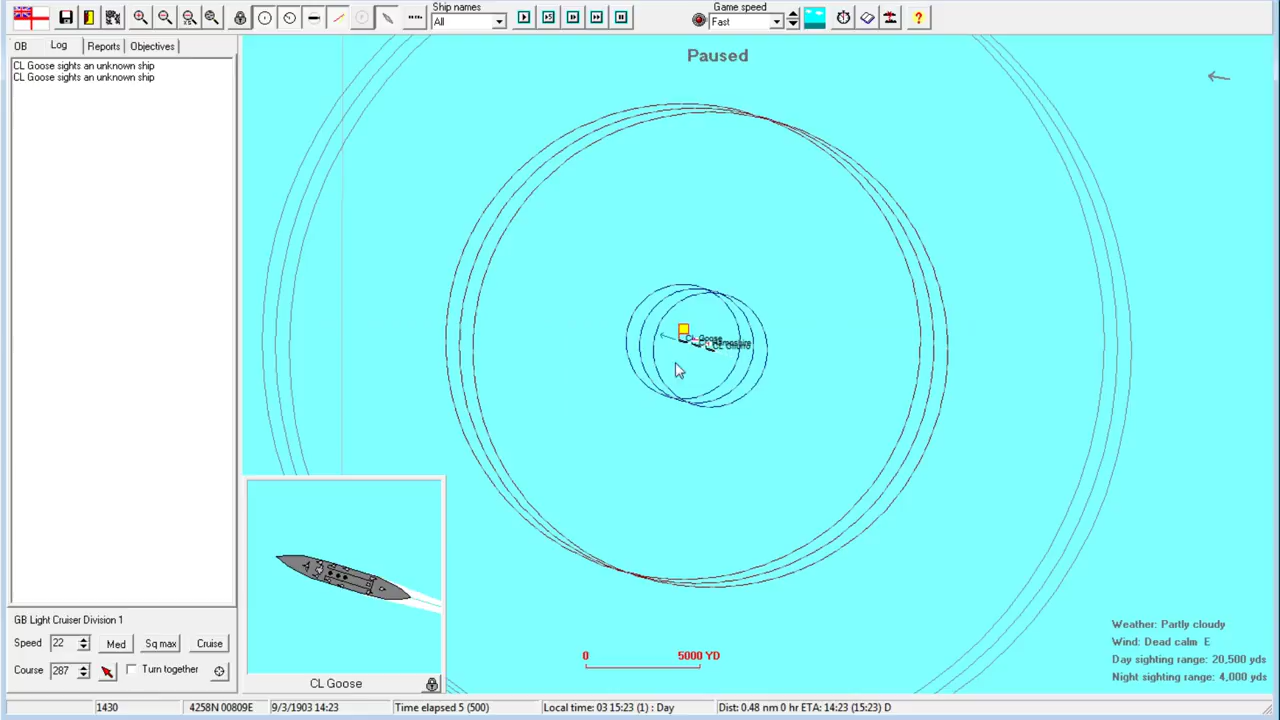 Ship names
All
Game speed
Fast
OB
Log
Reports
Objectives
CL Goose sights an unknown ship
CL Goose sights an unknown ship
Paused
CL Goose
0
5000 YD
Weather: Partly cloudy
Wind: Dead calm E
Day sighting range: 20,500 yds
Night sighting range: 4,000 yds
GB Light Cruiser Division 1
Speed 22 Med Sq max Cruise
Course 287 Turn together
CL Goose
1430
4258N 00809E
9/3/1903 14:23
Time elapsed 5 (500)
Local time: 03 15:23 (1) : Day
Dist: 0.48 nm 0 hr ETA: 14:23 (15:23) D